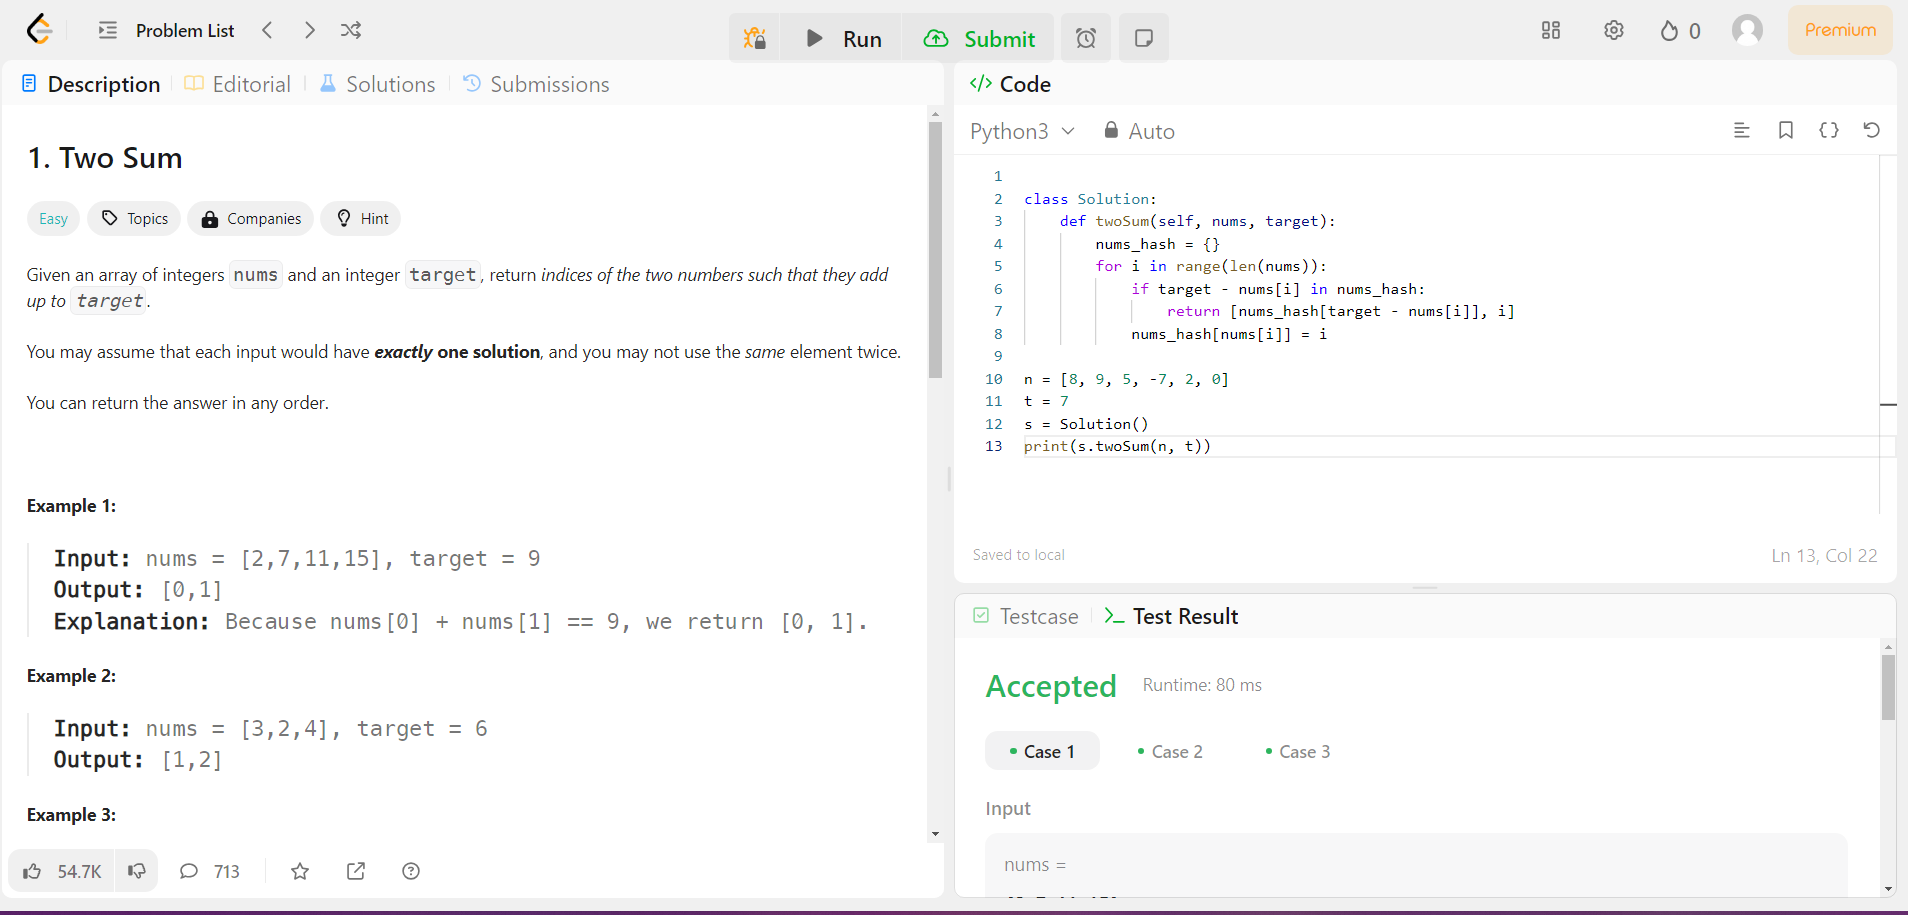 Problem List
Run
Submit
0
Premium
Description
Editorial
Solutions
Submissions
1. Two Sum
Easy
Topics
Companies
Hint
Given an array of integers nums and an integer target, return indices of the two numbers such that they add
up to target.
You may assume that each input would have exactly one solution, and you may not use the same element twice.
You can return the answer in any order.
Example 1:
Input: nums = [2,7,11,15], target = 9
Output: [0,1]
Explanation: Because nums[0] + nums[1] == 9, we return [0, 1].
Example 2:
Input: nums = [3,2,4], target = 6
Output: [1,2]
Example 3:
54.7K
713
</> Code
Python3
Auto
1
2 class Solution:
3 def twoSum(self, nums, target):
4 nums_hash = {}
5 for i in range(len(nums)):
6 if target - nums[i] in nums_hash:
7 return [nums_hash[target - nums[i]], i]
8 nums_hash[nums[i]] = i
9
10 n = [8, 9, 5, -7, 2, 0]
11 t = 7
12 s = Solution()
13 print(s.twoSum(n, t))
Saved to local
Ln 13, Col 22
Testcase
Test Result
Accepted
Runtime: 80 ms
Case 1
Case 2
Case 3
Input
nums =